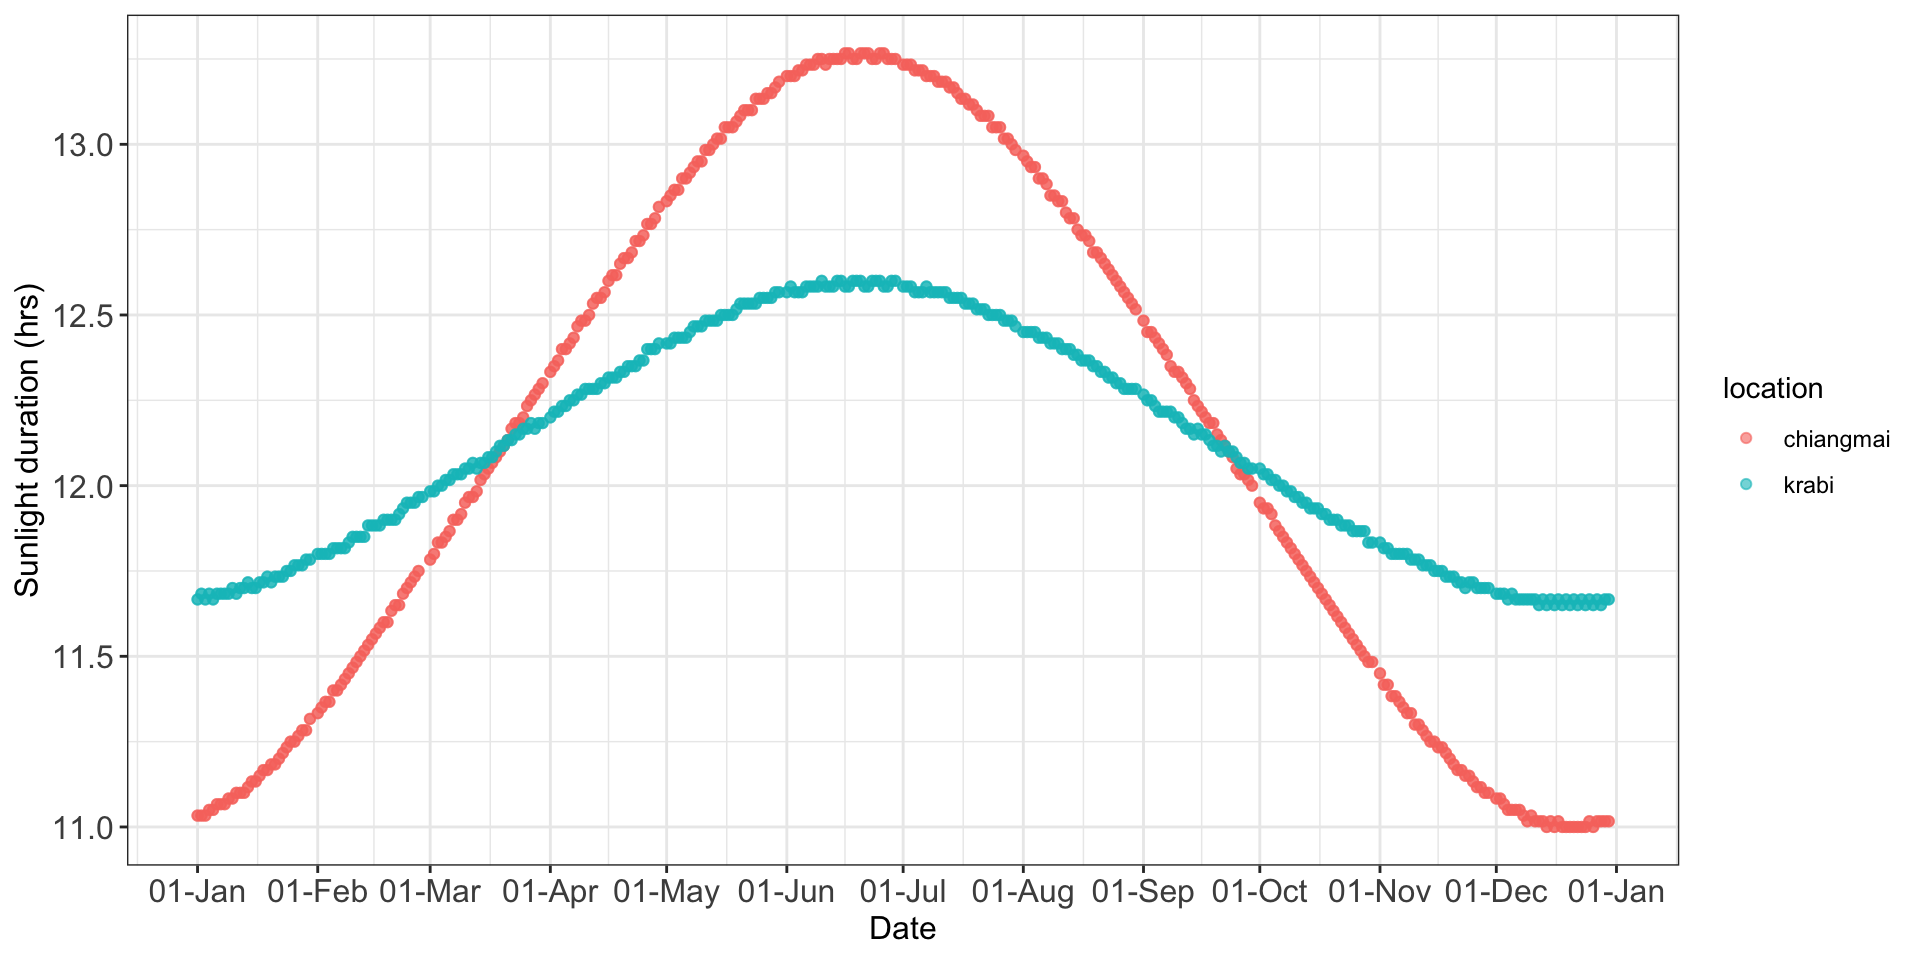 Sunlight duration (hrs)
13.0
12.5
12.0
11.5
11.0
01-Jan 01-Feb 01-Mar 01-Apr 01-May 01-Jun 01-Jul 01-Aug 01-Sep 01-Oct 01-Nov 01-Dec 01-Jan
Date
location
chiangmai
krabi